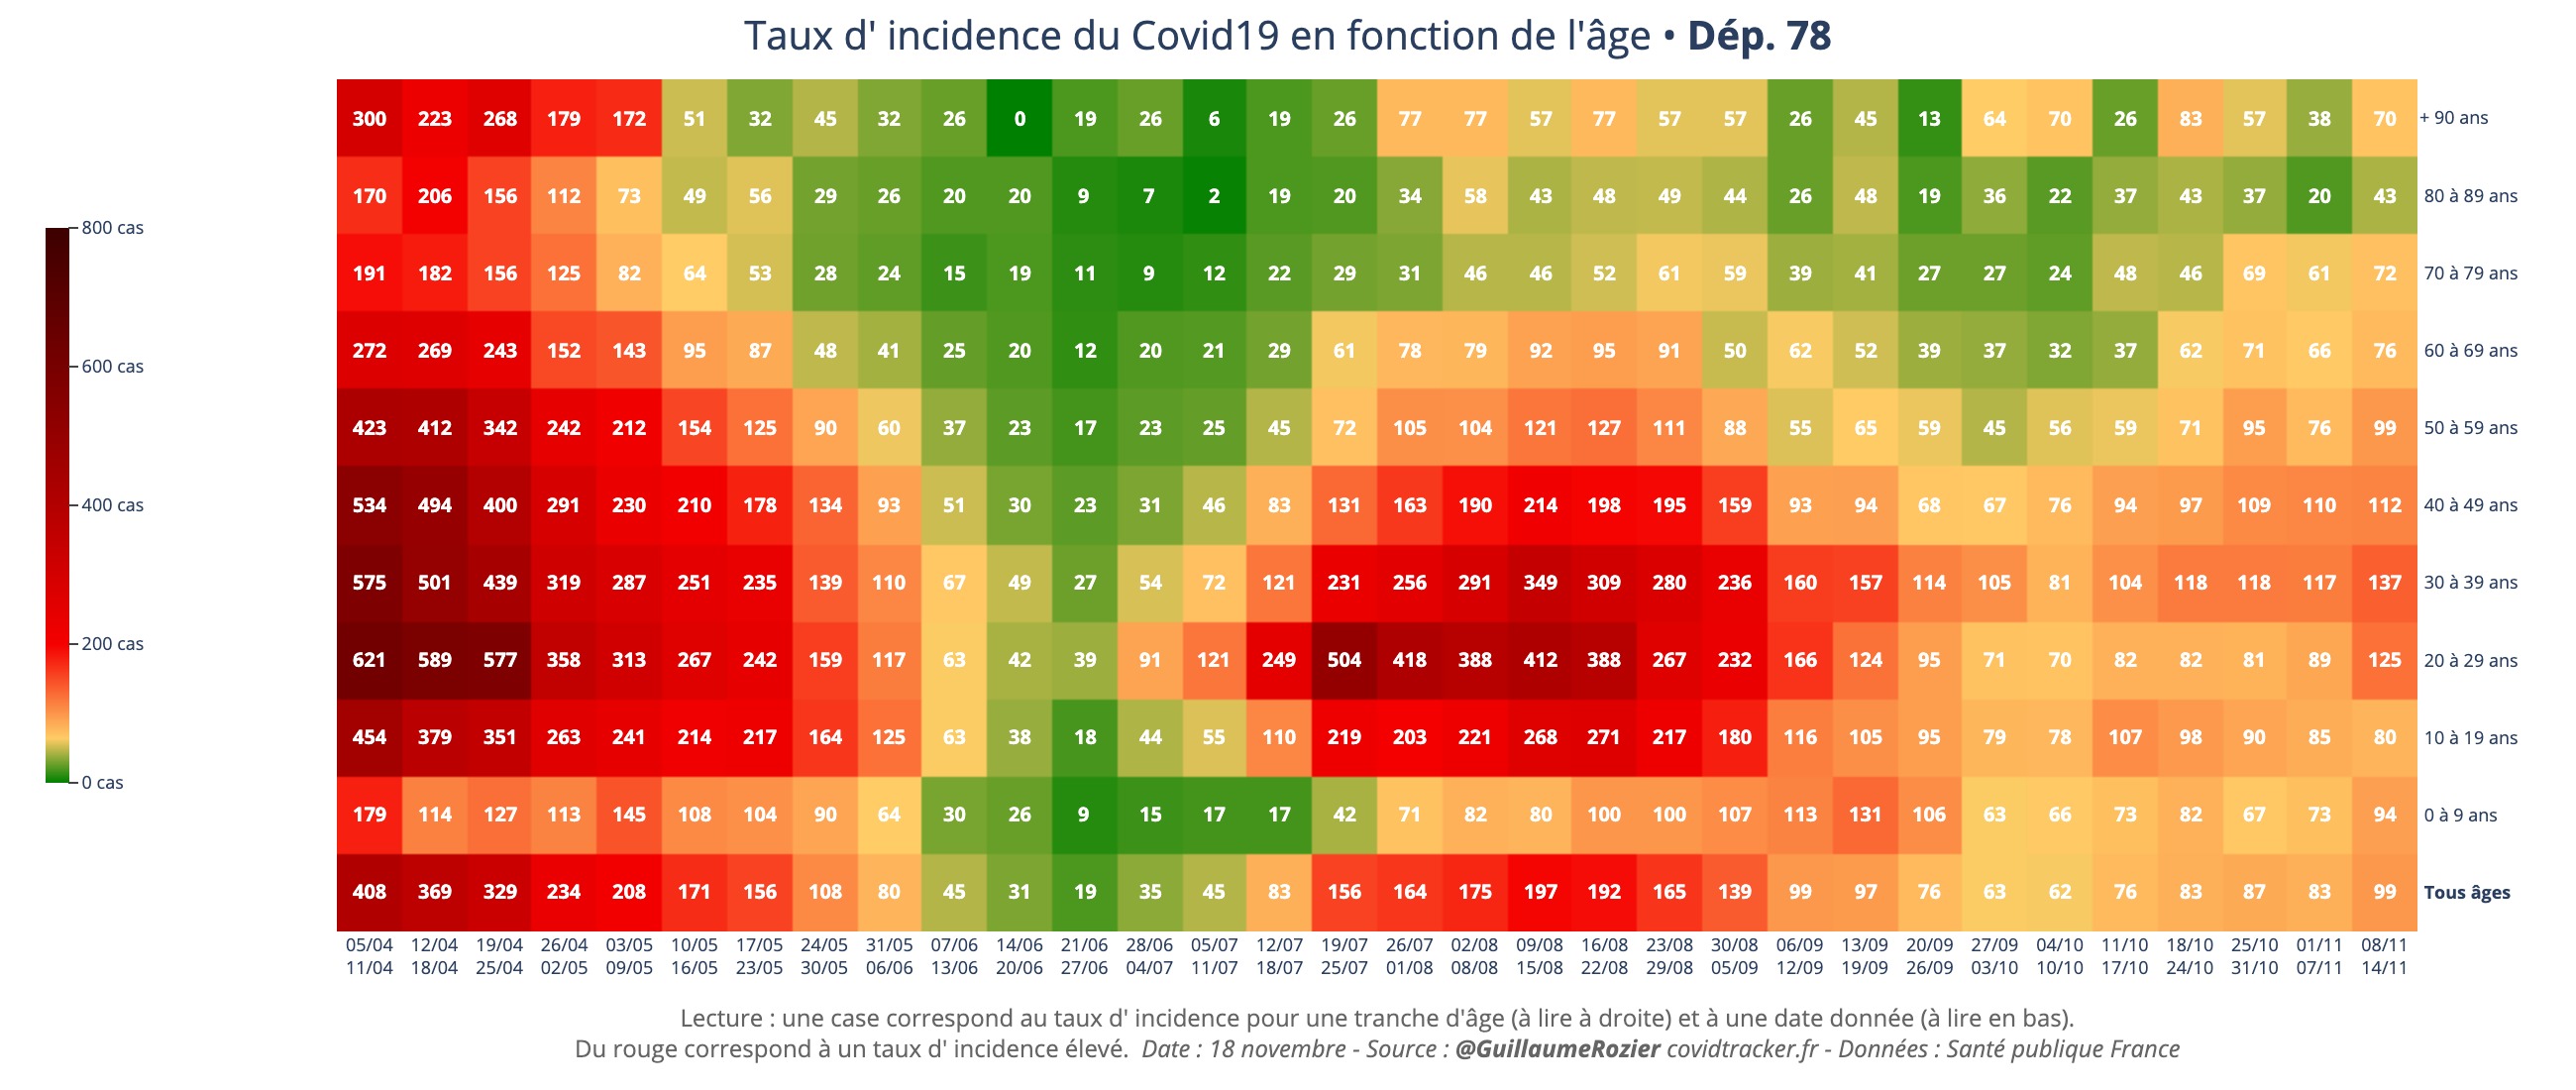 Taux d' incidence du Covid19 en fonction de l'âge • Dép. 78
300 223 268 179 172 51 32 45 32 26 0 19 26 6 19 26 77 77 57 77 57 57 26 45 13 64 70 26 83 57 38 70 + 90 ans
170 206 156 112 73 49 56 29 26 20 20 9 7 2 19 20 34 58 43 48 49 44 26 48 19 36 22 37 43 37 20 43 80 à 89 ans
800 cas
191 182 156 125 82 64 53 28 24 15 19 11 9 12 22 29 31 46 46 52 61 59 39 41 27 27 24 48 46 69 61 72 70 à 79 ans
272 269 243 152 143 95 87 48 41 25 20 12 20 21 29 61 78 79 92 95 91 50 62 52 39 37 32 37 62 71 66 76 60 à 69 ans
600 cas
423 412 342 242 212 154 125 90 60 37 23 17 23 25 45 72 105 104 121 127 111 88 55 65 59 45 56 59 71 95 76 99 50 à 59 ans
400 cas
534 494 400 291 230 210 178 134 93 51 30 23 31 46 83 131 163 190 214 198 195 159 93 94 68 67 76 94 97 109 110 112 40 à 49 ans
575 501 439 319 287 251 235 139 110 67 49 27 54 72 121 231 256 291 349 309 280 236 160 157 114 105 81 104 118 118 117 137 30 à 39 ans
200 cas
621 589 577 358 313 267 242 159 117 63 42 39 91 121 249 504 418 388 412 388 267 232 166 124 95 71 70 82 82 81 89 125 20 à 29 ans
454 379 351 263 241 214 217 164 125 63 38 18 44 55 110 219 203 221 268 271 217 180 116 105 95 79 78 107 98 90 85 80 10 à 19 ans
0 cas
179 114 127 113 145 108 104 90 64 30 26 9 15 17 17 42 71 82 80 100 100 107 113 131 106 63 66 73 82 67 73 94 0 à 9 ans
408 369 329 234 208 171 156 108 80 45 31 19 35 45 83 156 164 175 197 192 165 139 99 97 76 63 62 76 83 87 83 99 Tous âges
05/04 12/04 19/04 26/04 03/05 10/05 17/05 24/05 31/05 07/06 14/06 21/06 28/06 05/07 12/07 19/07 26/07 02/08 09/08 16/08 23/08 30/08 06/09 13/09 20/09 27/09 04/10 11/10 18/10 25/10 01/11 08/11
11/04 18/04 25/04 02/05 09/05 16/05 23/05 30/05 06/06 13/06 20/06 27/06 04/07 11/07 18/07 25/07 01/08 08/08 15/08 22/08 29/08 05/09 12/09 19/09 26/09 03/10 10/10 17/10 24/10 31/10 07/11 14/11
Lecture : une case correspond au taux d' incidence pour une tranche d'âge (à lire à droite) et à une date donnée (à lire en bas).
Du rouge correspond à un taux d' incidence élevé. Date : 18 novembre - Source : @GuillaumeRozier covidtracker.fr - Données : Santé publique France